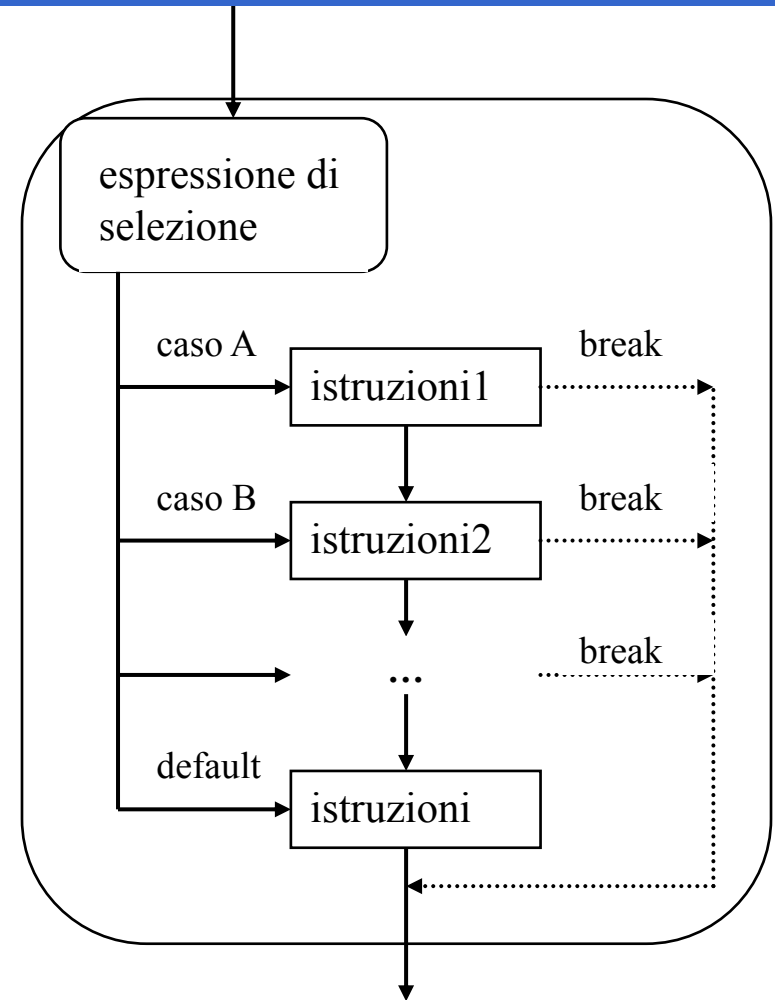 espressione di
selezione
caso A
istruzioni1
break
caso B
istruzioni2
break
...
break
default
istruzioni